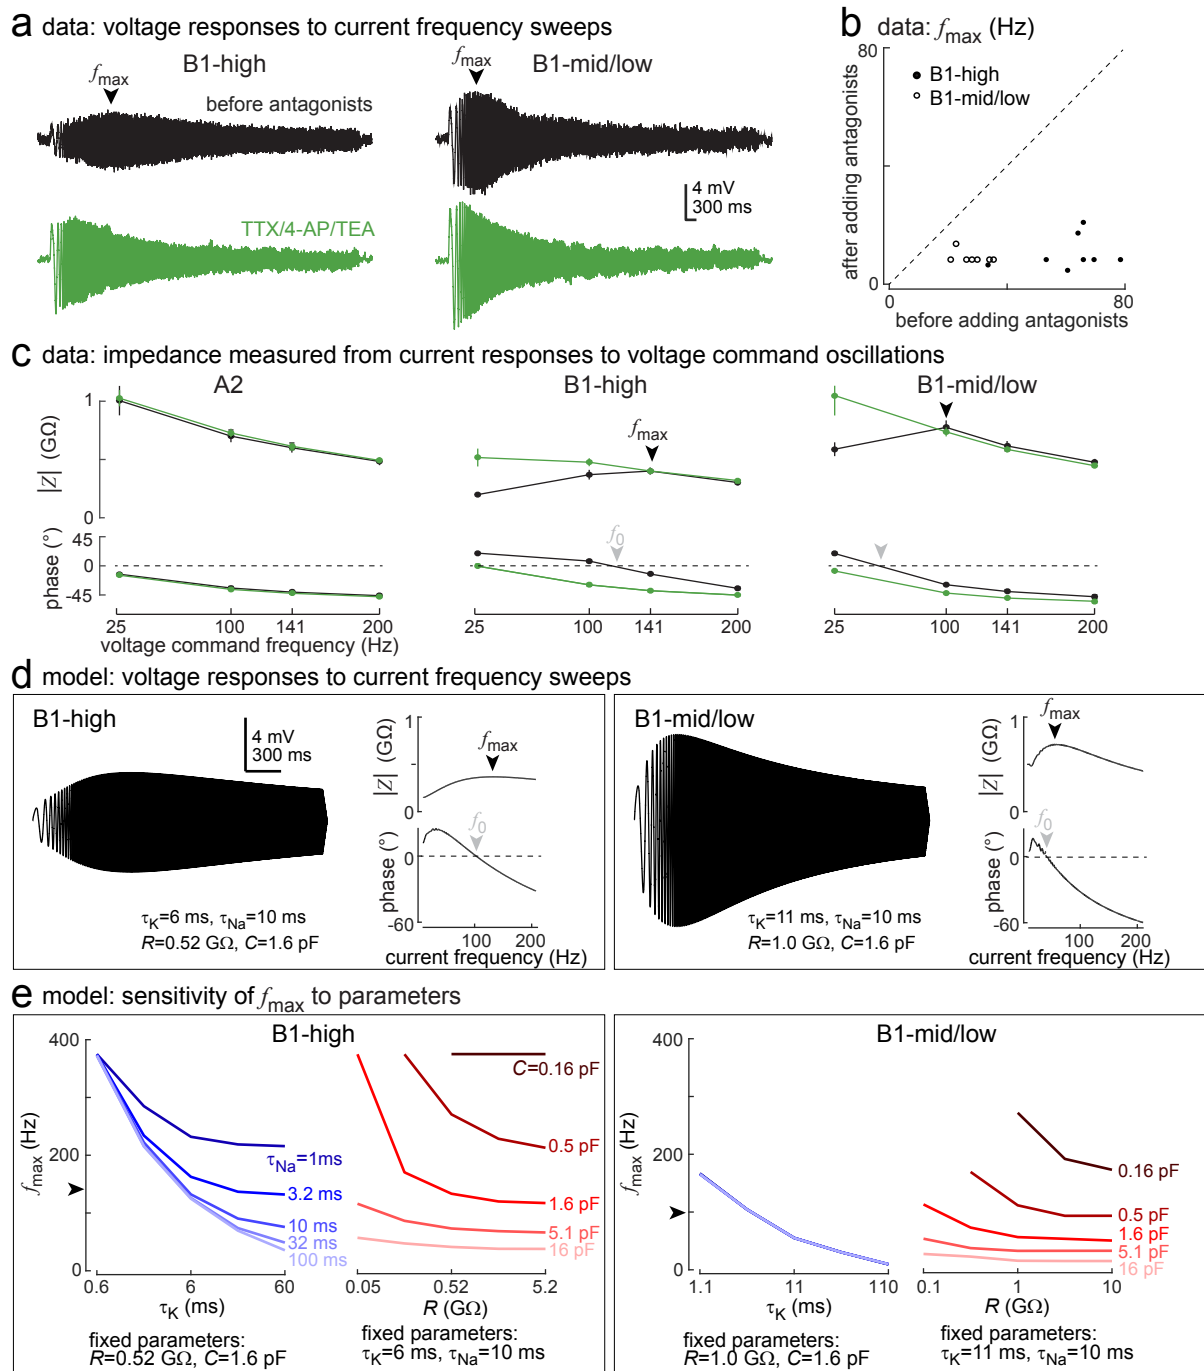 a data: voltage responses to current frequency sweeps
B1-high
fmax
before antagonists
TTX/4-AP/TEA
B1-mid/low
fmax
4 mV
300 ms
b data: fmax (Hz)
80
B1-high
B1-mid/low
after adding antagonists
0
0
80
before adding antagonists
c data: impedance measured from current responses to voltage command oscillations
A2
B1-high
B1-mid/low
|Z| (GΩ)
1
0
fmax
phase (°)
45
0
-45
f0
25
100
141
200
25
100
141
200
25
100
141
200
voltage command frequency (Hz)
d model: voltage responses to current frequency sweeps
B1-high
4 mV
300 ms
τK=6 ms, τNa=10 ms
R=0.52 GΩ, C=1.6 pF
|Z| (GΩ)
1
0
fmax
phase (°)
0
-60
f0
100
200
current frequency (Hz)
B1-mid/low
τK=11 ms, τNa=10 ms
R=1.0 GΩ, C=1.6 pF
|Z| (GΩ)
1
0
fmax
phase (°)
0
-60
f0
100
200
current frequency (Hz)
e model: sensitivity of fmax to parameters
B1-high
fmax (Hz)
400
200
0
τNa=1ms
3.2 ms
10 ms
32 ms
100 ms
0.6
6
60
τK (ms)
fixed parameters:
R=0.52 GΩ, C=1.6 pF
C=0.16 pF
0.5 pF
1.6 pF
5.1 pF
16 pF
0.05
0.52
5.2
R (GΩ)
fixed parameters:
τK=6 ms, τNa=10 ms
B1-mid/low
fmax (Hz)
400
200
0
1.1
11
110
τK (ms)
fixed parameters:
R=1.0 GΩ, C=1.6 pF
0.16 pF
0.5 pF
1.6 pF
5.1 pF
16 pF
0.1
1
10
R (GΩ)
fixed parameters:
τK=11 ms, τNa=10 ms